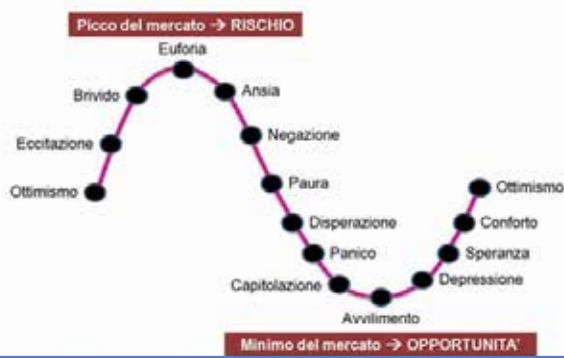 Picco del mercato → RISCHIO
Euforia
Brivido
Ansia
Eccitazione
Negazione
Ottimismo
Paura
Disperazione
Panico
Capitolazione
Avvilimento
Depressione
Speranza
Conforto
Ottimismo
Minimo del mercato → OPPORTUNITA'